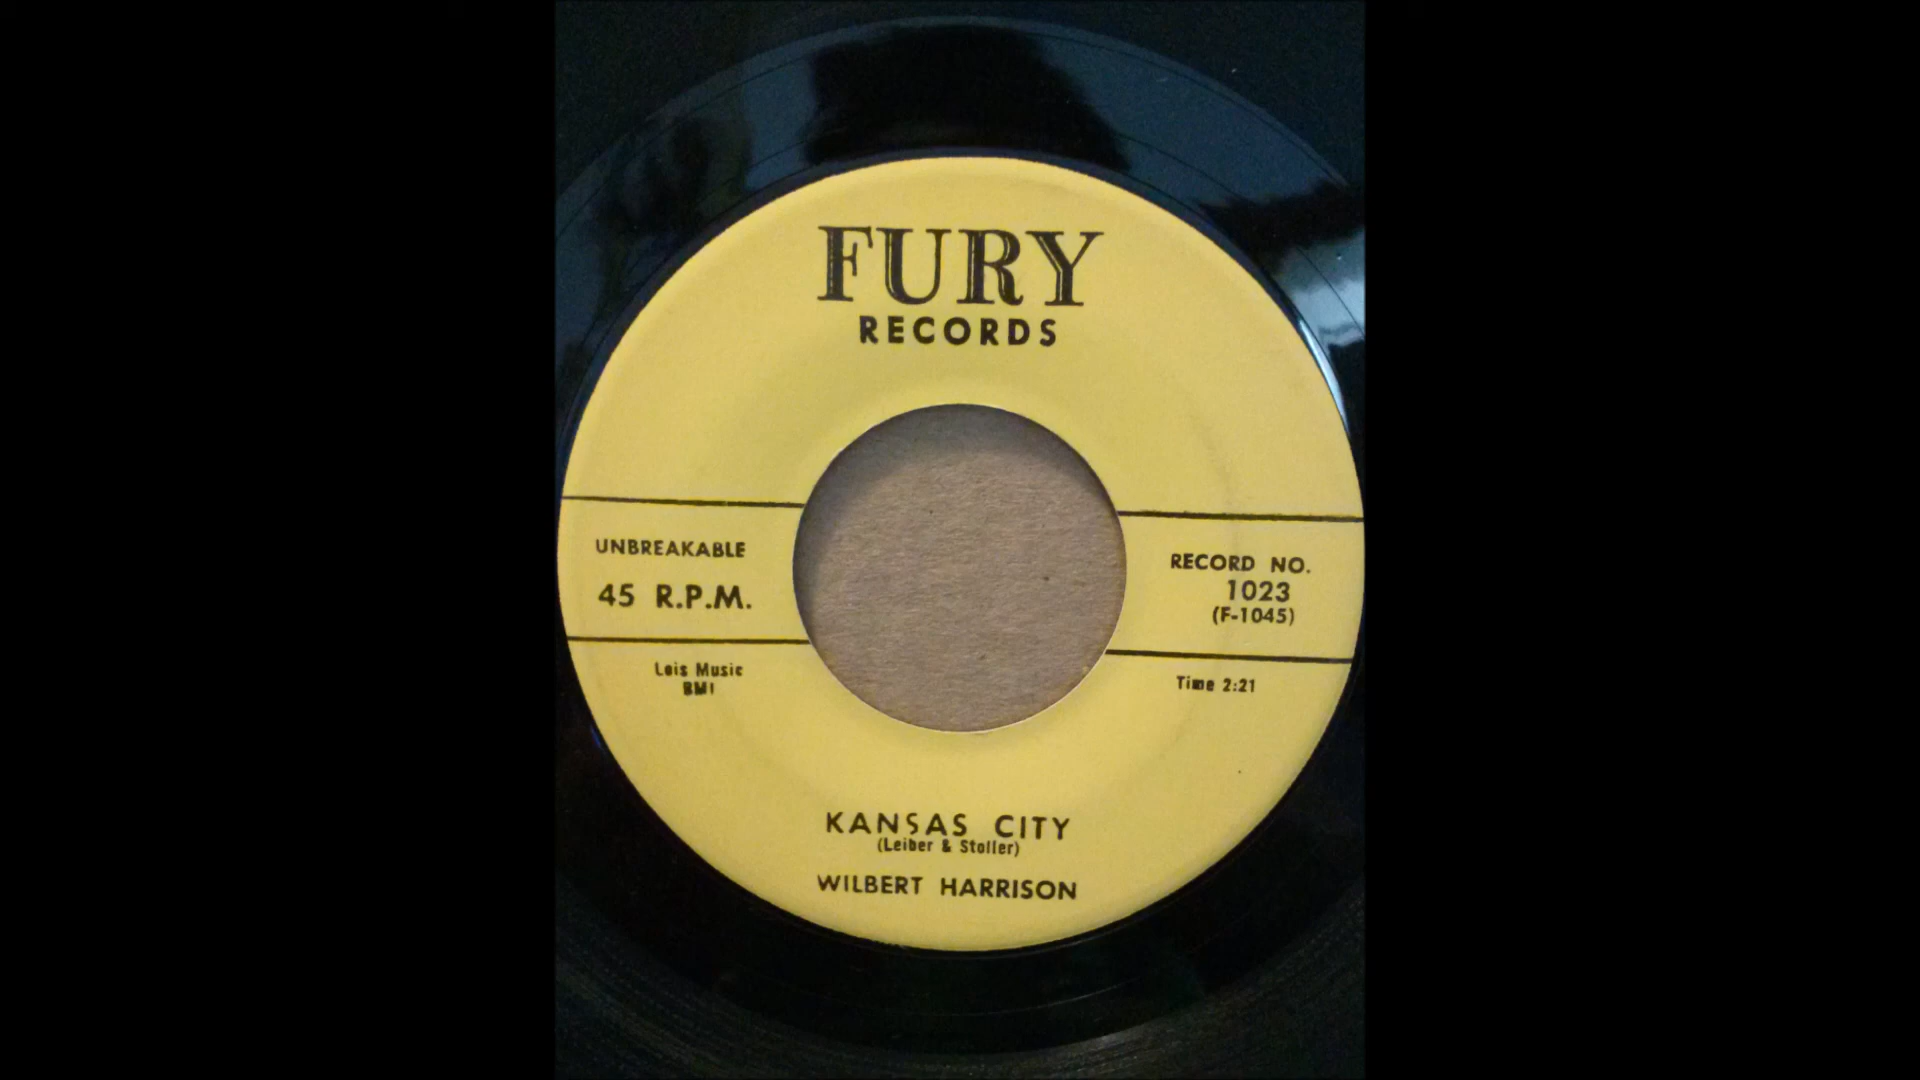 FURY
RECORDS
UNBREAKABLE
45 R.P.M.
RECORD NO.
1023
(F-1045)
Lois Music
BMI
Time 2:21
KANSAS CITY
(Leiber & Stoller)
WILBERT HARRISON